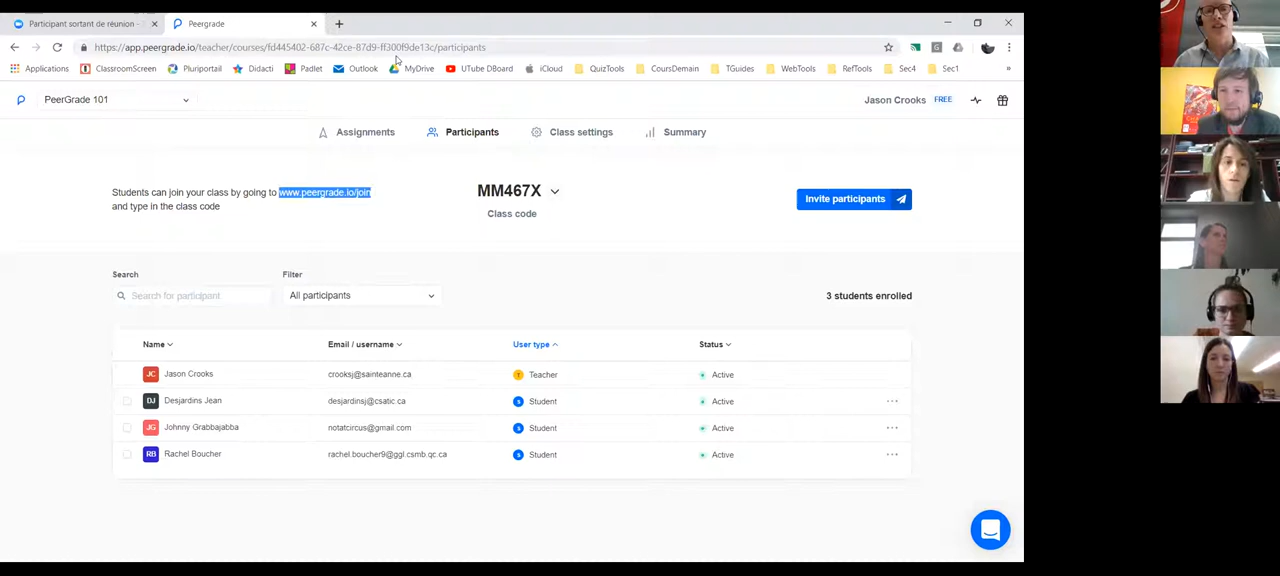 Participant sortant de réunion -
Peergrade
https://app.peergrade.io/teacher/courses/fd445402-687c-42ce-87d9-ff300f9de13c/participants
Applications ClassroomScreen Pluriportail Didacti Padlet Outlook MyDrive UTube DBoard iCloud QuizTools CoursDemain TGuides WebTools RefTools Sec4 Sec1 »
PeerGrade 101
Jason Crooks FREE
Assignments Participants Class settings Summary
Students can join your class by going to www.peergrade.io/join
and type in the class code
MM467X
Class code
Invite participants
Search Filter
Search for participant All participants 3 students enrolled
Name Email / username User type Status
JC Jason Crooks crooksj@sainteanne.ca T Teacher Active
DJ Desjardins Jean desjardinsj@csatic.ca S Student Active ...
JG Johnny Grabbajabba notatcircus@gmail.com S Student Active ...
RB Rachel Boucher rachel.boucher9@ggl.csmb.qc.ca S Student Active ...